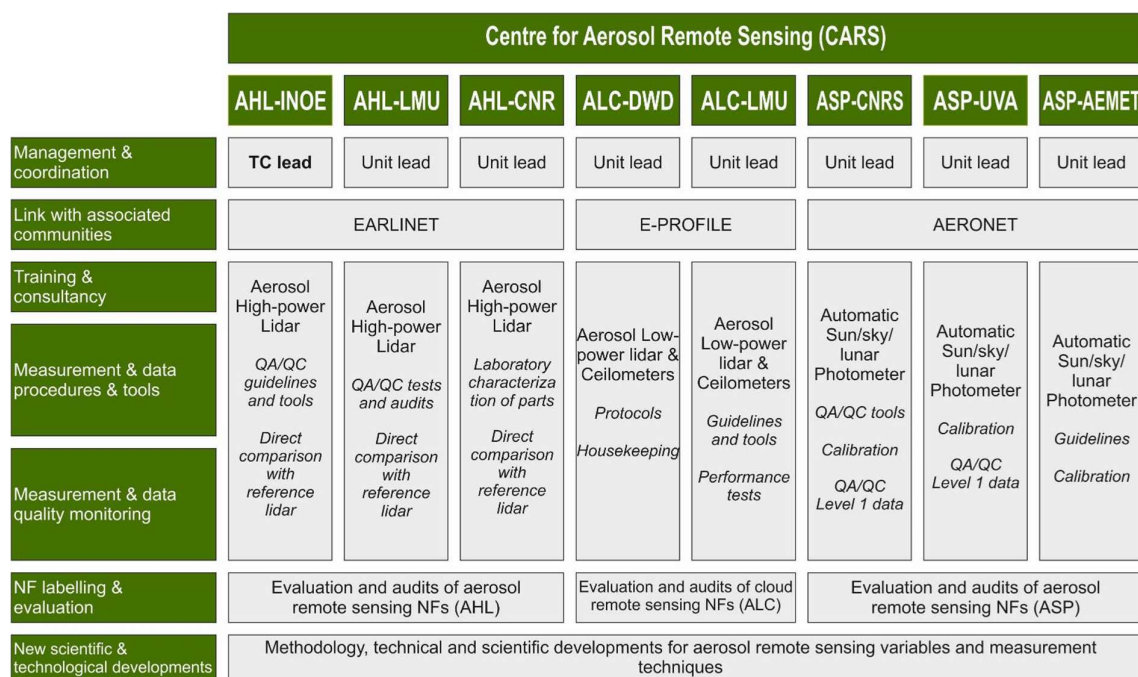 Centre for Aerosol Remote Sensing (CARS)
AHL-INOE
AHL-LMU
AHL-CNR
ALC-DWD
ALC-LMU
ASP-CNRS
ASP-UVA
ASP-AEMET
Management &
coordination
TC lead
Unit lead
Unit lead
Unit lead
Unit lead
Unit lead
Unit lead
Unit lead
Link with associated
communities
EARLINET
E-PROFILE
AERONET
Training &
consultancy
Measurement & data
procedures & tools
Measurement & data
quality monitoring
Aerosol
High-power
Lidar
QA/QC
guidelines
and tools
Direct
comparison
with
reference
lidar
Aerosol
High-power
Lidar
QA/QC tests
and audits
Direct
comparison
with
reference
lidar
Aerosol
High-power
Lidar
Laboratory
characteriza
tion of parts
Direct
comparison
with
reference
lidar
Aerosol Low-
power lidar &
Ceilometers
Protocols
Housekeeping
Aerosol
Low-power
lidar &
Ceilometers
Guidelines
and tools
Performance
tests
Automatic
Sun/sky/
lunar
Photometer
QA/QC tools
Calibration
QA/QC
Level 1 data
Automatic
Sun/sky/
lunar
Photometer
Calibration
QA/QC
Level 1 data
Automatic
Sun/sky/
lunar
Photometer
Guidelines
Calibration
NF labelling &
evaluation
Evaluation and audits of aerosol
remote sensing NFs (AHL)
Evaluation and audits of cloud
remote sensing NFs (ALC)
Evaluation and audits of aerosol
remote sensing NFs (ASP)
New scientific &
technological developments
Methodology, technical and scientific developments for aerosol remote sensing variables and measurement
techniques